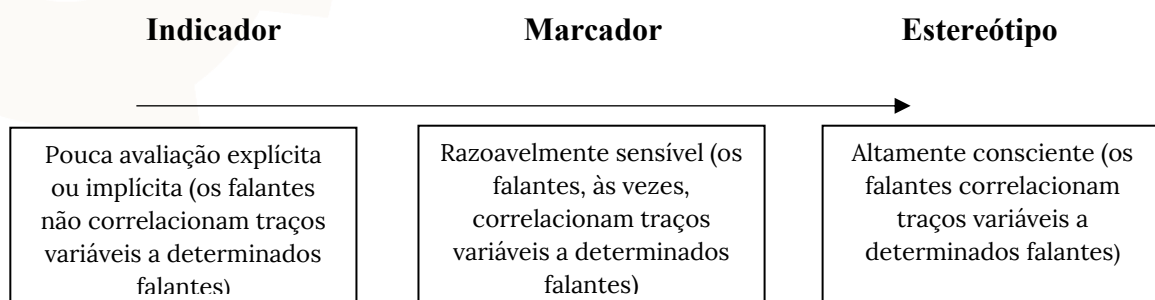 Indicador
Marcador
Estereótipo
Pouca avaliação explícita
ou implícita (os falantes
não correlacionam traços
variáveis a determinados
falantes)
Razoavelmente sensível (os
falantes, às vezes,
correlacionam traços
variáveis a determinados
falantes)
Altamente consciente (os
falantes correlacionam
traços variáveis a
determinados falantes)